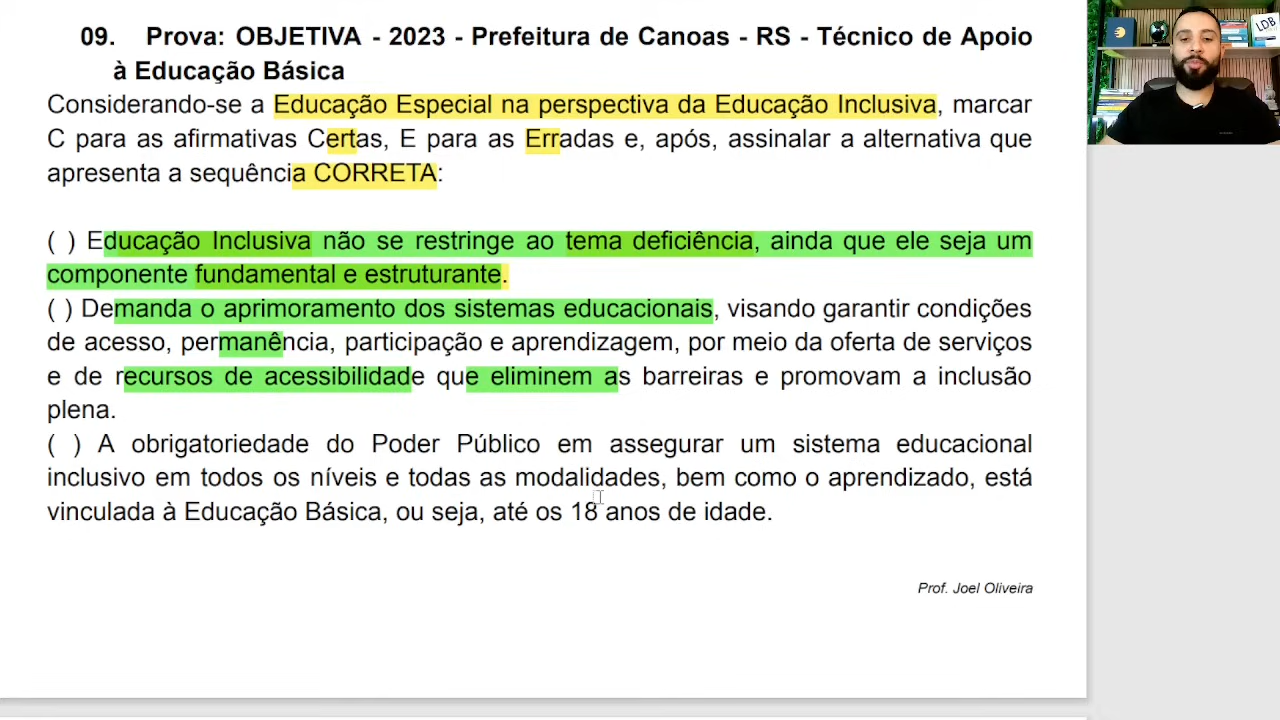 09. Prova: OBJETIVA - 2023 - Prefeitura de Canoas - RS - Técnico de Apoio
à Educação Básica
Considerando-se a Educação Especial na perspectiva da Educação Inclusiva, marcar
C para as afirmativas Certas, E para as Erradas e, após, assinalar a alternativa que
apresenta a sequência CORRETA:
( ) Educação Inclusiva não se restringe ao tema deficiência, ainda que ele seja um
componente fundamental e estruturante.
( ) Demanda o aprimoramento dos sistemas educacionais, visando garantir condições
de acesso, permanência, participação e aprendizagem, por meio da oferta de serviços
e de recursos de acessibilidade que eliminem as barreiras e promovam a inclusão
plena.
( ) A obrigatoriedade do Poder Público em assegurar um sistema educacional
inclusivo em todos os níveis e todas as modalidades, bem como o aprendizado, está
vinculada à Educação Básica, ou seja, até os 18 anos de idade.
Prof. Joel Oliveira
LDB